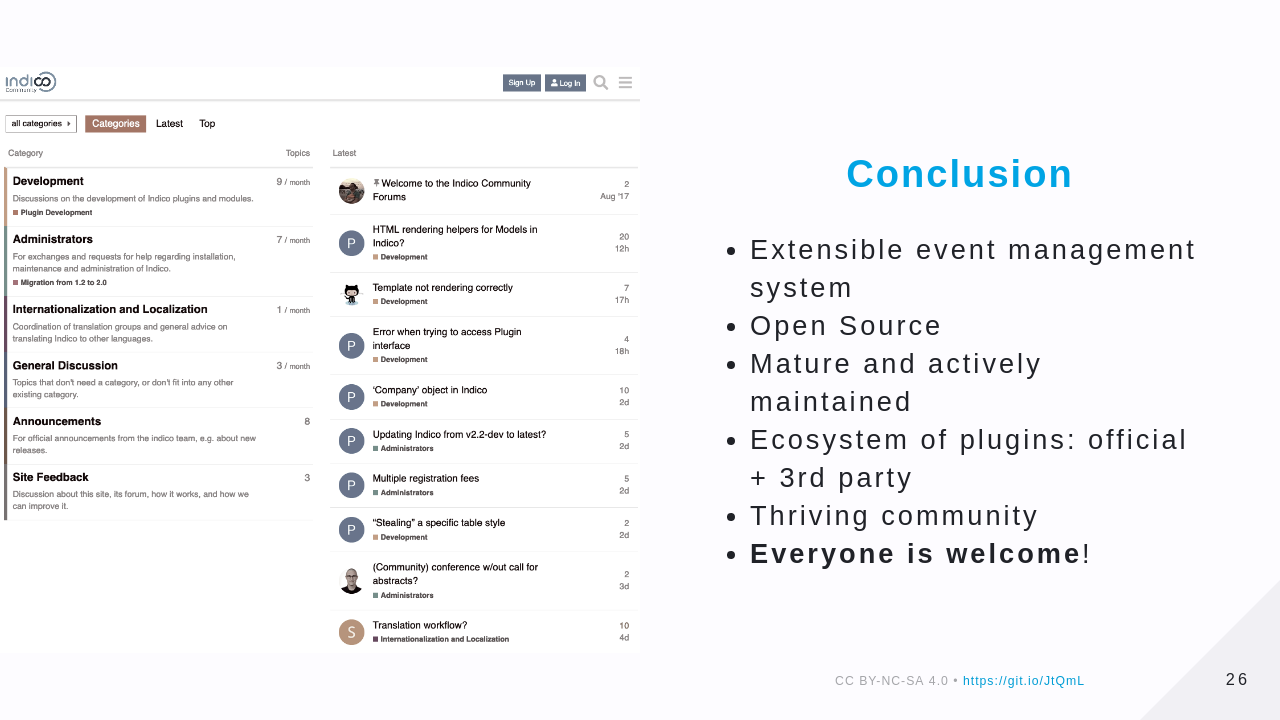 indico
Community
Sign Up
Log In
all categories
Categories
Latest
Top
Category
Topics
Development
9 / month
Discussions on the development of Indico plugins and modules.
Plugin Development
Administrators
7 / month
For exchanges and requests for help regarding installation,
maintenance and administration of Indico.
Migration from 1.2 to 2.0
Internationalization and Localization
1 / month
Coordination of translation groups and general advice on
translating Indico to other languages.
General Discussion
3 / month
Topics that don't need a category, or don't fit into any other
existing category.
Announcements
8
For official announcements from the indico team, e.g. about new
releases.
Site Feedback
3
Discussion about this site, its forum, how it works, and how we
can improve it.
Latest
Welcome to the Indico Community
Forums
2
Aug '17
P
HTML rendering helpers for Models in
Indico?
Development
20
12h
Template not rendering correctly
Development
7
17h
P
Error when trying to access Plugin
interface
Development
4
18h
P
‘Company’ object in Indico
Development
10
2d
P
Updating Indico from v2.2-dev to latest?
Administrators
5
2d
P
Multiple registration fees
Administrators
5
2d
P
“Stealing” a specific table style
Development
2
2d
(Community) conference w/out call for
abstracts?
Administrators
2
3d
S
Translation workflow?
Internationalization and Localization
10
4d
Conclusion
• Extensible event management
system
• Open Source
• Mature and actively
maintained
• Ecosystem of plugins: official
+ 3rd party
• Thriving community
• Everyone is welcome!
CC BY-NC-SA 4.0 • https://git.io/JtQmL
26